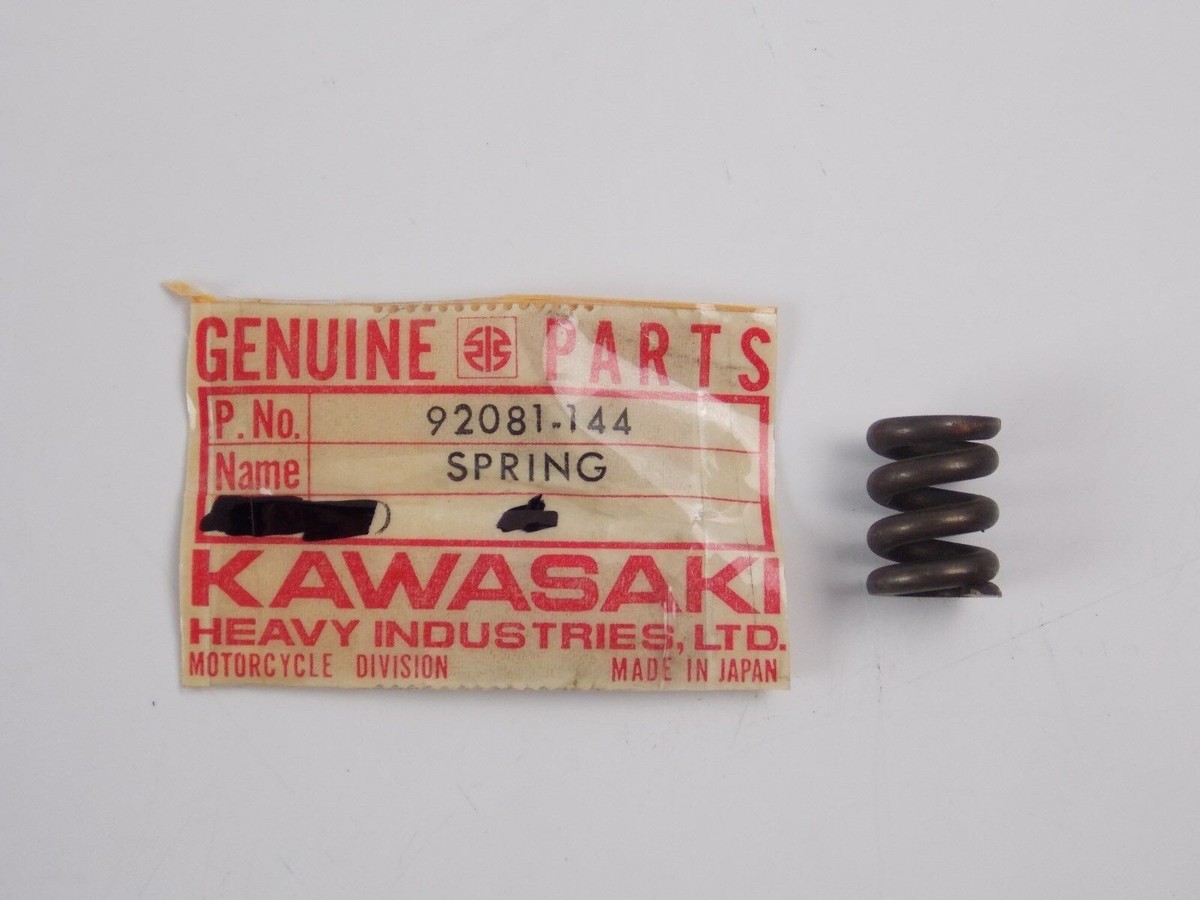 GENUINE PARTS
P. No. 92081-144
Name SPRING
KAWASAKI
HEAVY INDUSTRIES, LTD.
MOTORCYCLE DIVISION MADE IN JAPAN